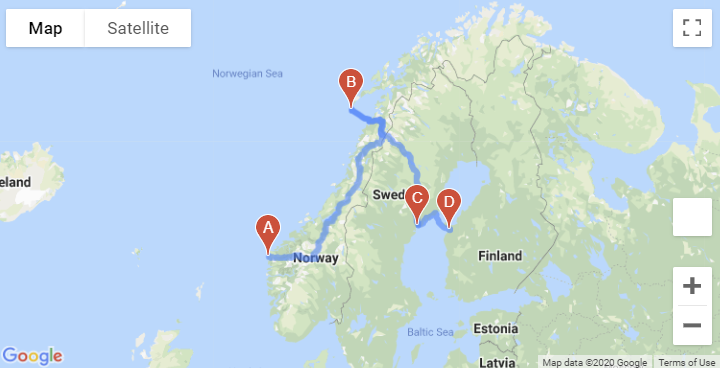 Map Satellite
Norwegian Sea
B
eland
Swed
C D
A
Norway
Finland
Baltic Sea
Estonia
Latvia
Google
Map data ©2020 Google Terms of Use